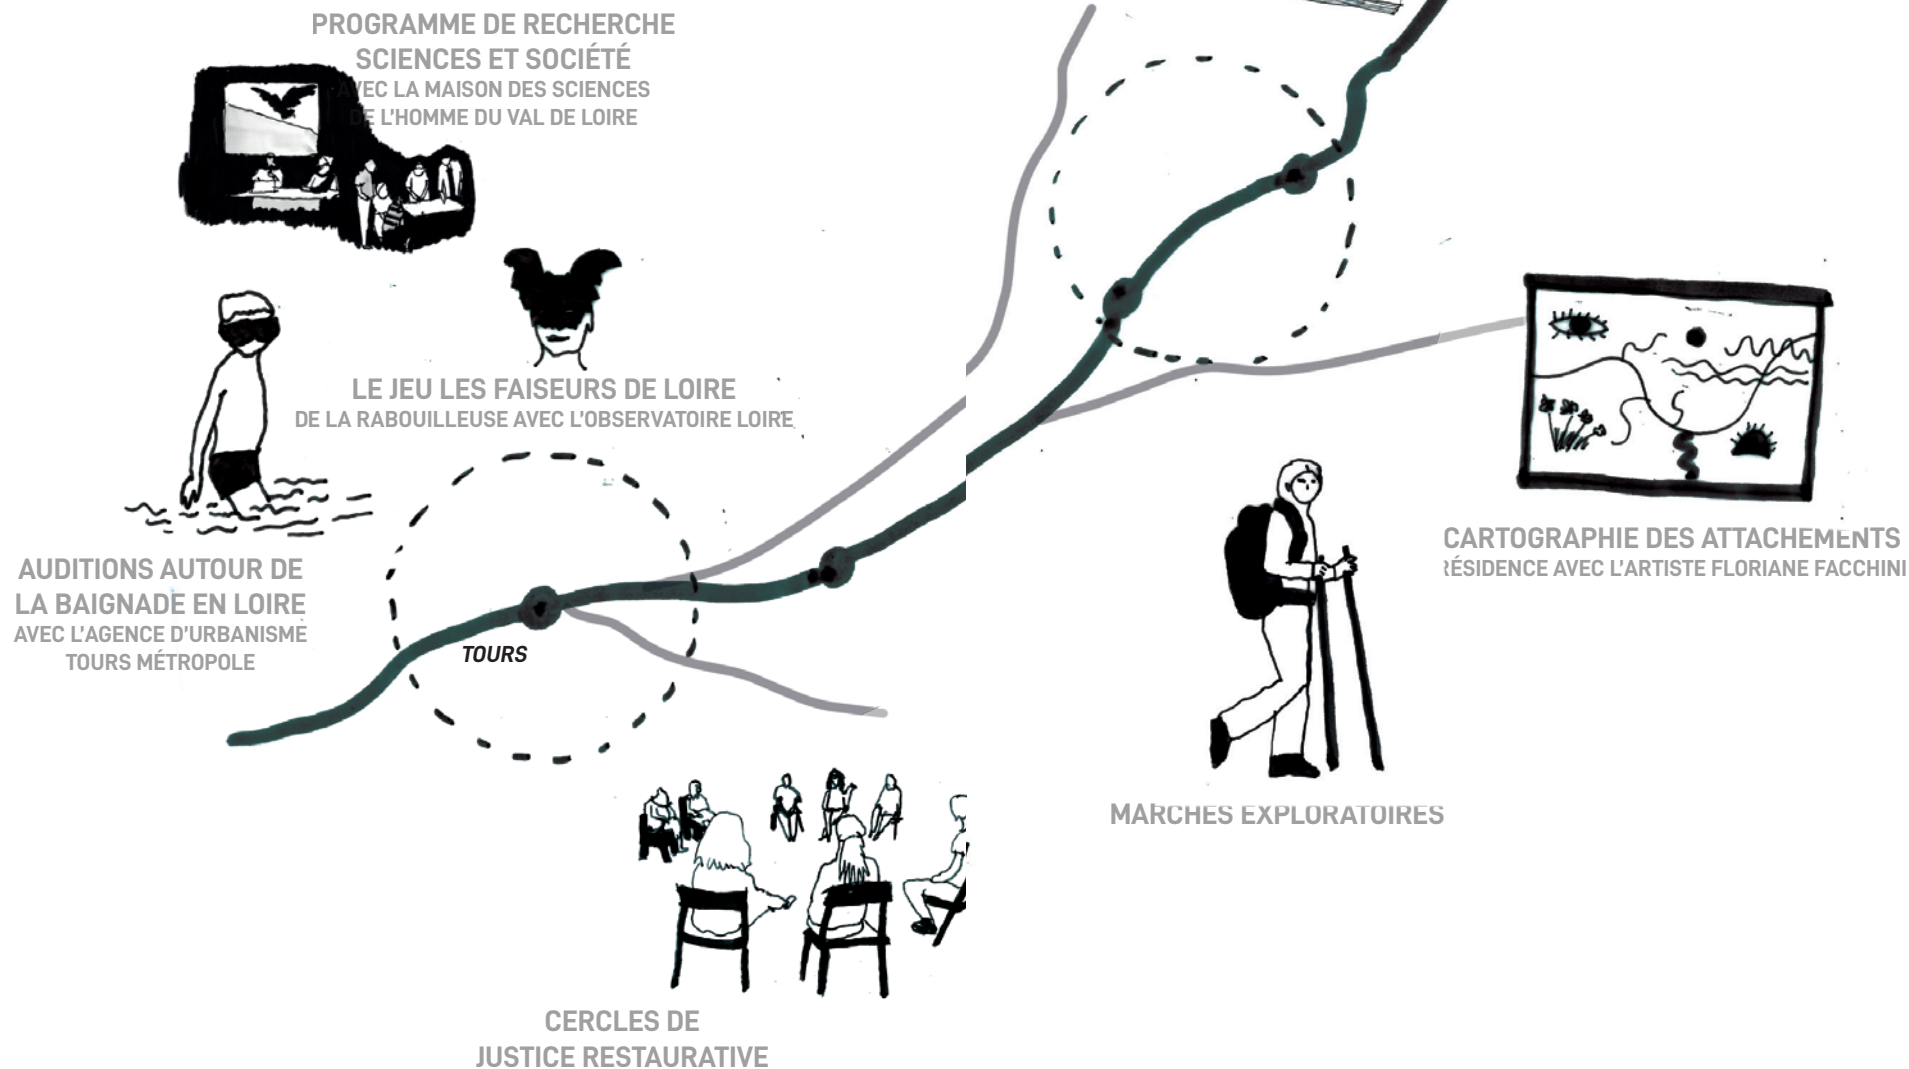 PROGRAMME DE RECHERCHE
SCIENCES ET SOCIÉTÉ
AVEC LA MAISON DES SCIENCES
DE L'HOMME DU VAL DE LOIRE
LE JEU LES FAISEURS DE LOIRE
DE LA RABOUILLEUSE AVEC L'OBSERVATOIRE LOIRE
AUDITIONS AUTOUR DE
LA BAIGNADE EN LOIRE
AVEC L'AGENCE D'URBANISME
TOURS MÉTROPOLE
TOURS
CARTOGRAPHIE DES ATTACHEMENTS
RÉSIDENCE AVEC L'ARTISTE FLORIANE FACCHINI
MARCHES EXPLORATOIRES
CERCLES DE
JUSTICE RESTAURATIVE